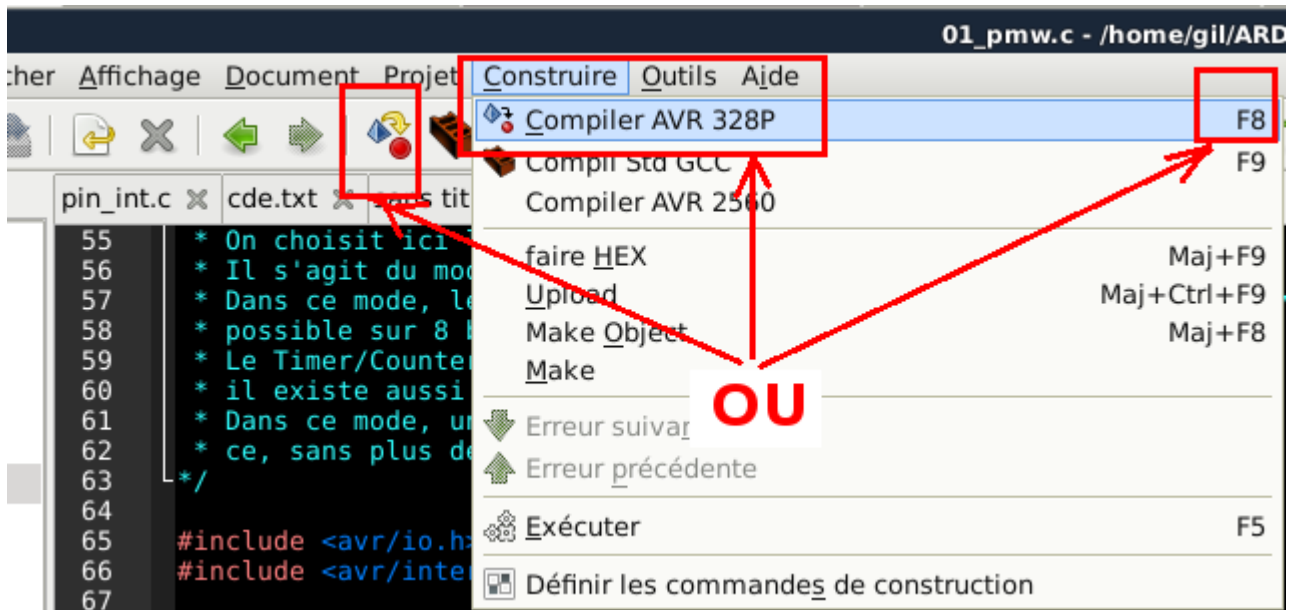 01_pmw.c - /home/gil/ARD
cher Affichage Document Projet Construire Outils Aide
Compiler AVR 328P F8
Compil Std GCC F9
Compiler AVR 2560
faire HEX Maj+F9
Upload Maj+Ctrl+F9
Make Object Maj+F8
Make
OU
Erreur suivan
Erreur précédente
Exécuter F5
Définir les commandes de construction
pin_int.c cde.txt sans tit
55 * On choisit ici
56 * Il s'agit du mod
57 * Dans ce mode, le
58 * possible sur 8
59 * Le Timer/Counter
60 * il existe aussi
61 * Dans ce mode, un
62 * ce, sans plus de
63 */
64
65 #include <avr/io.h>
66 #include <avr/inter
67